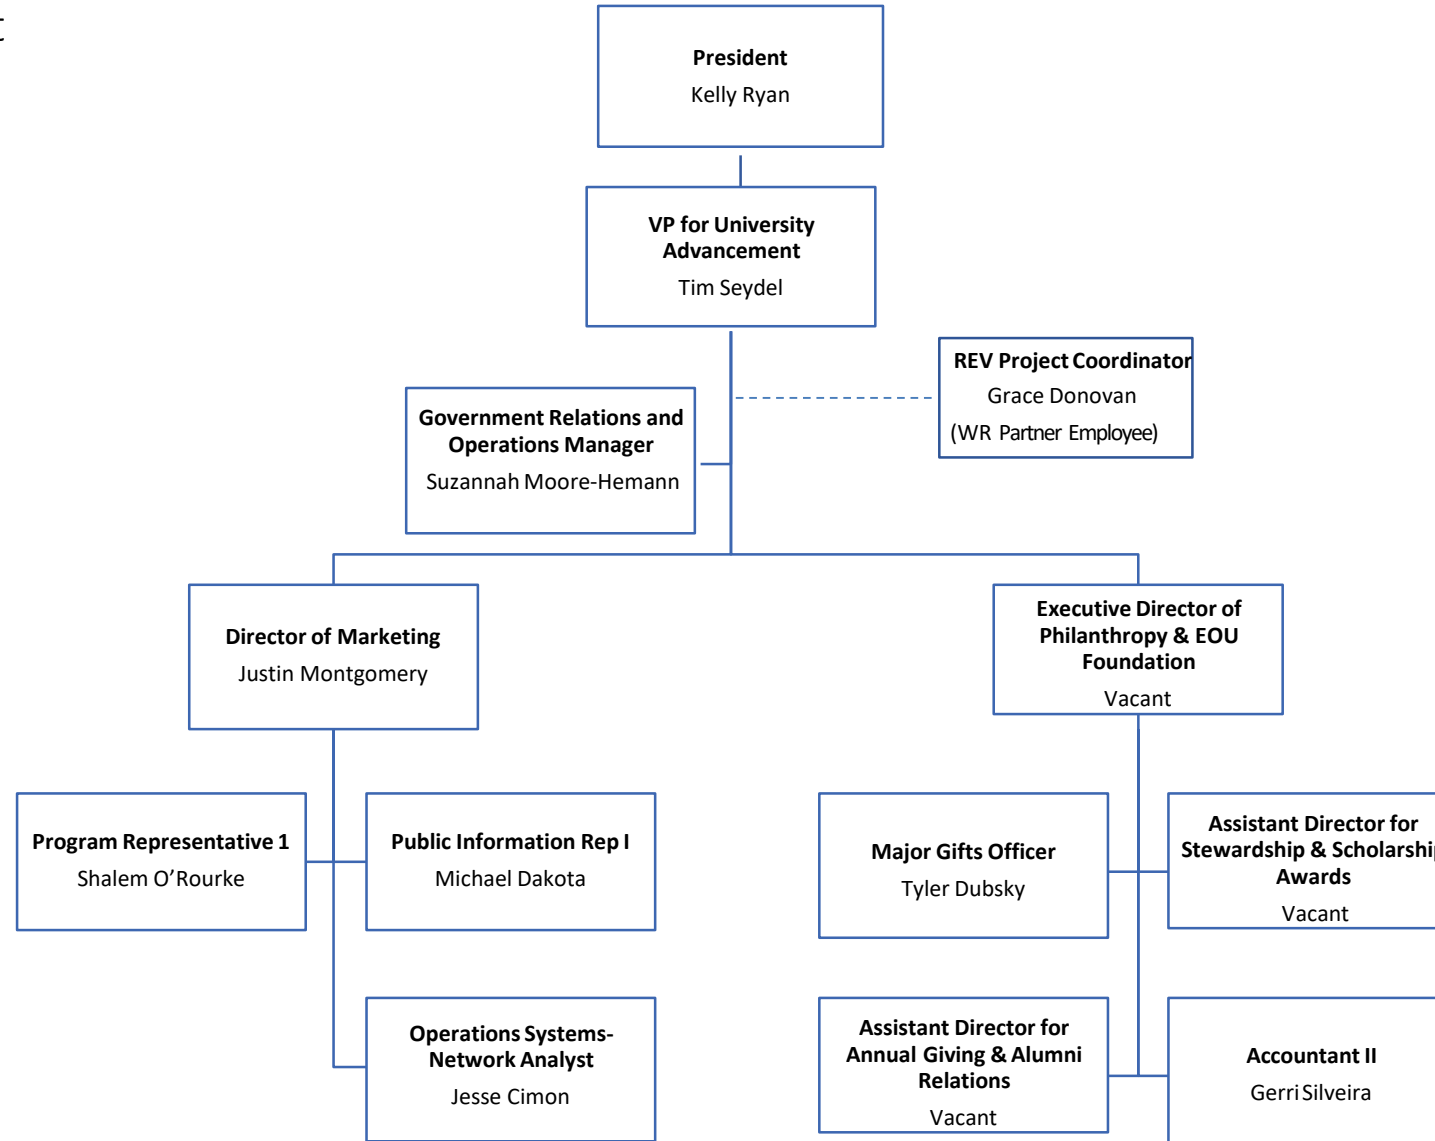 t
President
Kelly Ryan
VP for University
Advancement
Tim Seydel
REV Project Coordinator
Grace Donovan
(WR Partner Employee)
Government Relations and
Operations Manager
Suzannah Moore-Hemann
Director of Marketing
Justin Montgomery
Executive Director of
Philanthropy & EOU
Foundation
Vacant
Program Representative 1
Shalem O’Rourke
Public Information Rep I
Michael Dakota
Major Gifts Officer
Tyler Dubsky
Assistant Director for
Stewardship & Scholarship
Awards
Vacant
Operations Systems-
Network Analyst
Jesse Cimon
Assistant Director for
Annual Giving & Alumni
Relations
Vacant
Accountant II
Gerri Silveira